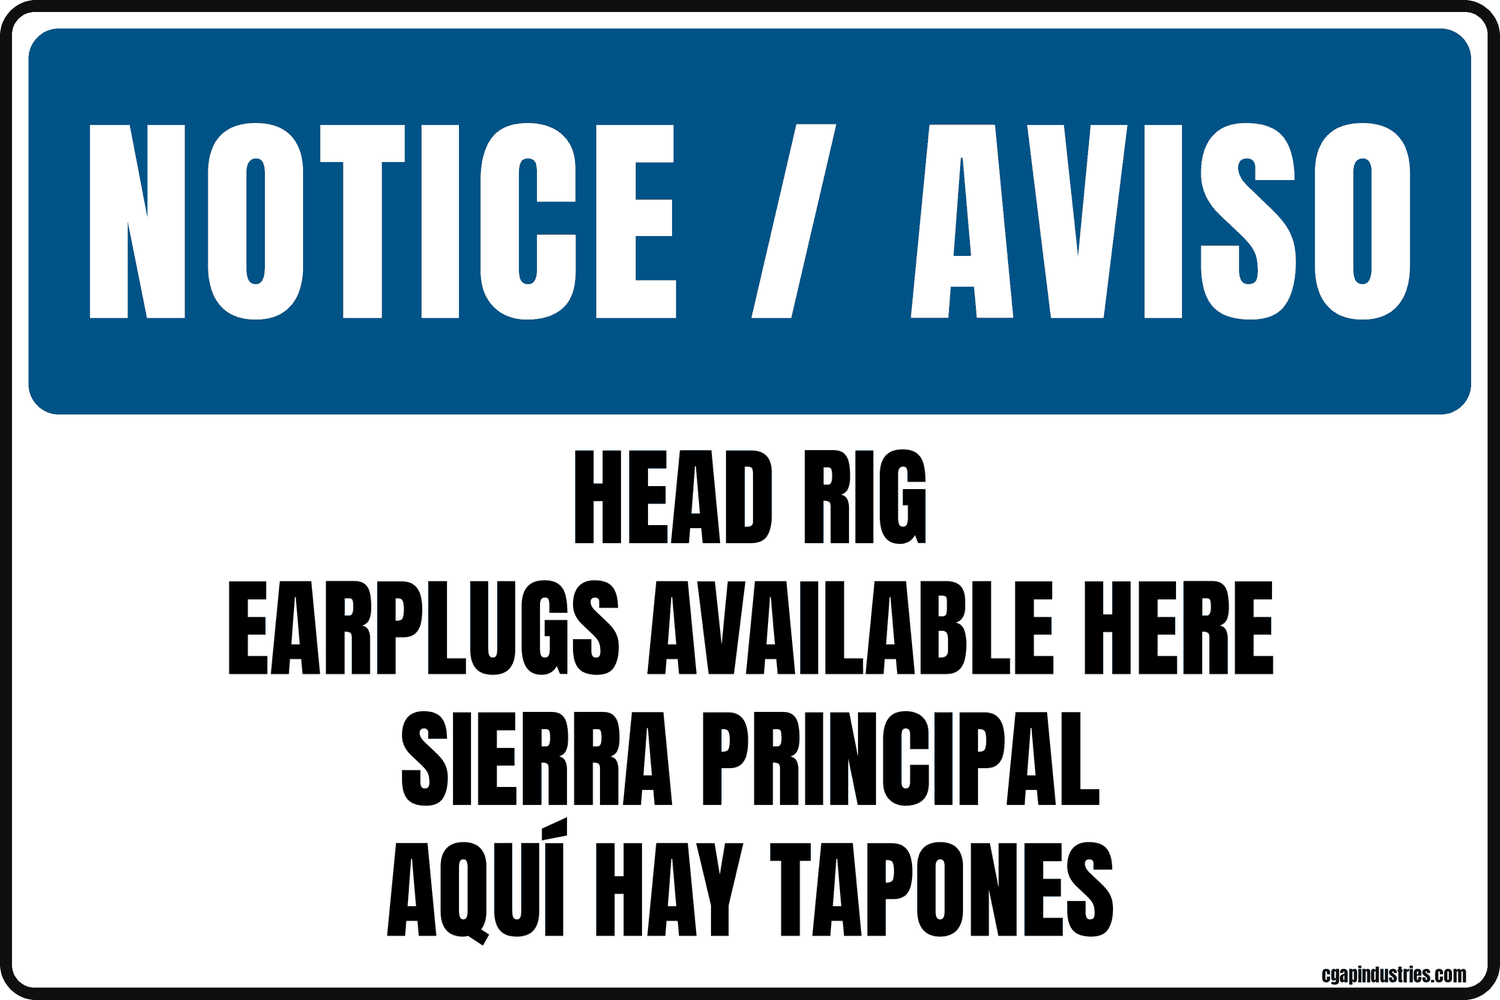 NOTICE / AVISO
HEAD RIG
EARPLUGS AVAILABLE HERE
SIERRA PRINCIPAL
AQUÍ HAY TAPONES
cgapindustries.com